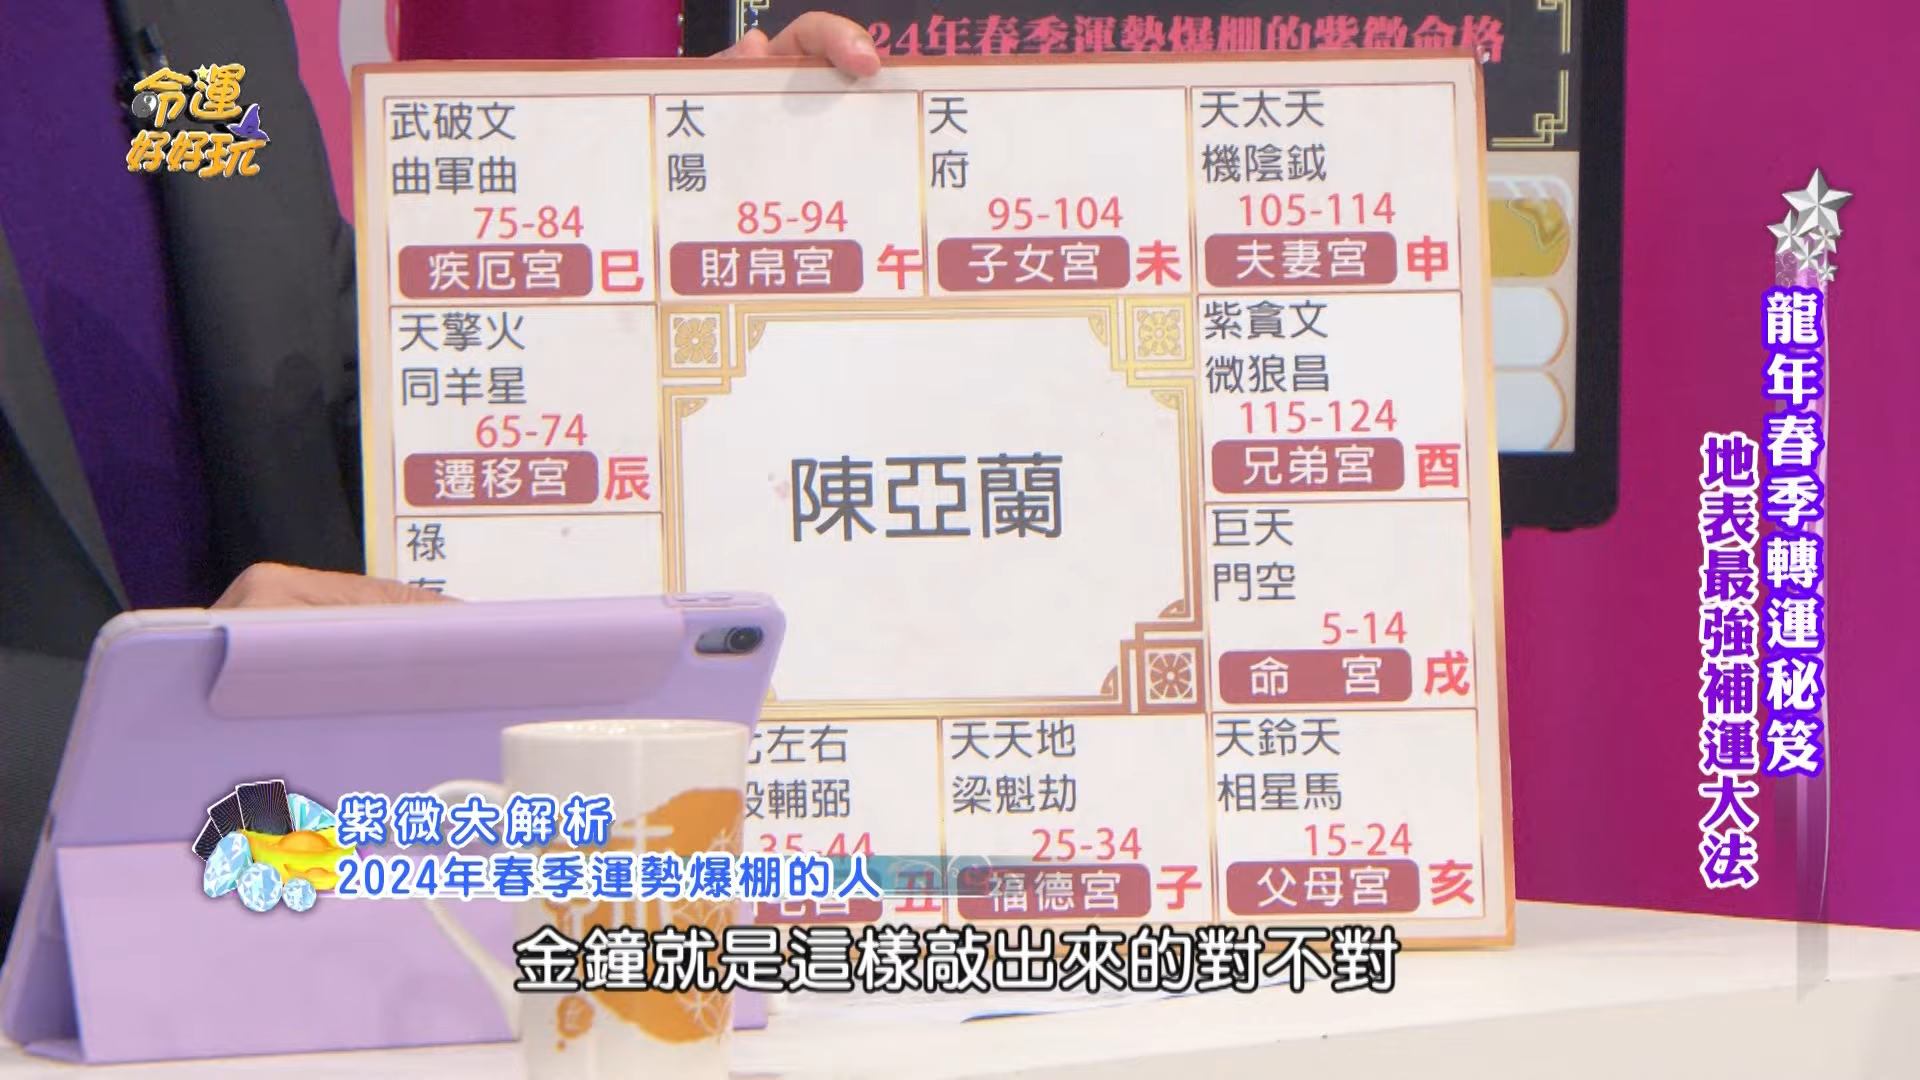 24年春季運勢爆棚的紫微命格
命運
好好玩
武破文
曲軍曲
75-84
疾厄宮 巳
太
陽
85-94
財帛宮 午
天
府
95-104
子女宮 未
天太天
機陰鉞
105-114
夫妻宮 申
天擎火
同羊星
65-74
遷移宮 辰
紫貪文
微狼昌
115-124
兄弟宮 酉
陳亞蘭
祿
巨天
門空
5-14
命 宮 戌
左右
輔弼
35-44
丑
天天地
梁魁劫
25-34
福德宮 子
天鈴天
相星馬
15-24
父母宮 亥
龍年春季轉運秘笈
地表最強補運大法
紫微大解析
2024年春季運勢爆棚的人
金鐘就是這樣敲出來的對不對